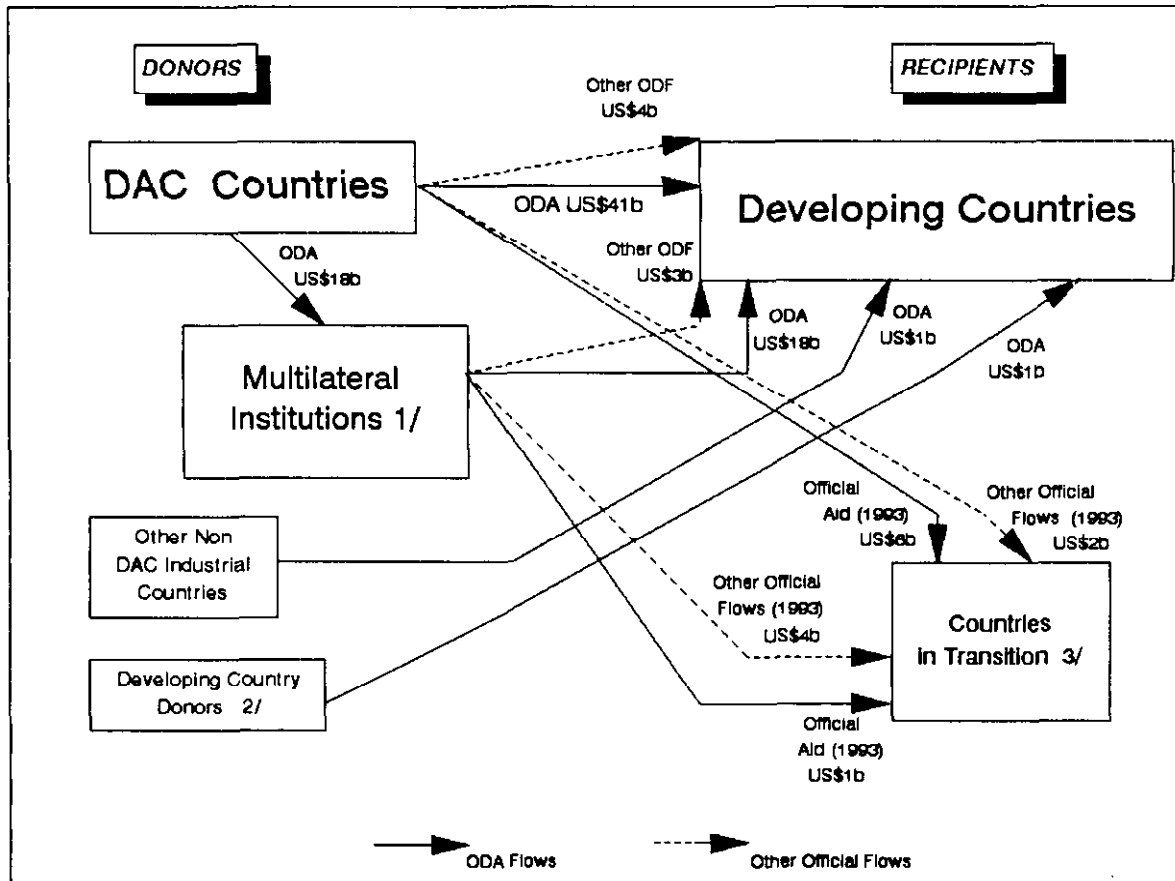 DONORS
RECIPIENTS
Other ODF
US$4b
DAC Countries
ODA US$41b
Developing Countries
ODA
US$18b
Other ODF
US$3b
ODA
US$18b
ODA
US$1b
ODA
US$1b
Multilateral
Institutions 1/
Official
Aid (1993)
US$6b
Other Official
Flows (1993)
US$2b
Other Non
DAC Industrial
Countries
Other Official
Flows (1993)
US$4b
Countries
in Transition 3/
Developing Country
Donors 2/
Official
Aid (1993)
US$1b
ODA Flows
Other Official Flows